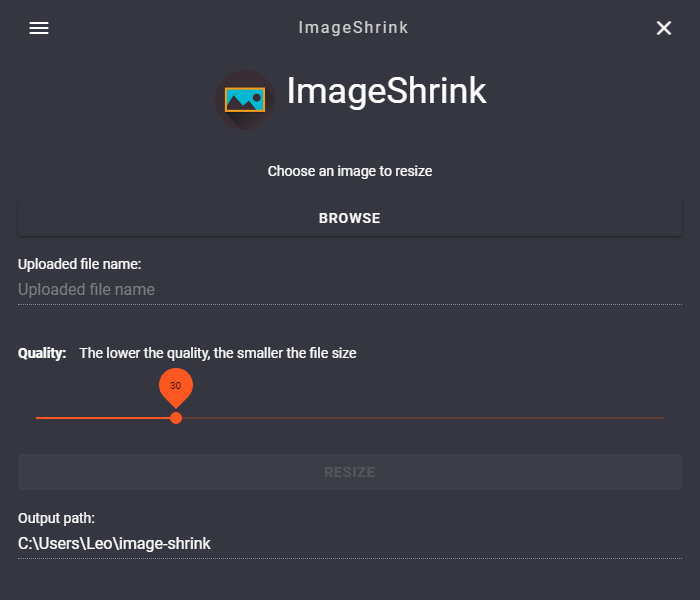 ImageShrink
ImageShrink
Choose an image to resize
BROWSE
Uploaded file name:
Uploaded file name
Quality: The lower the quality, the smaller the file size
30
RESIZE
Output path:
C:\Users\Leo\image-shrink